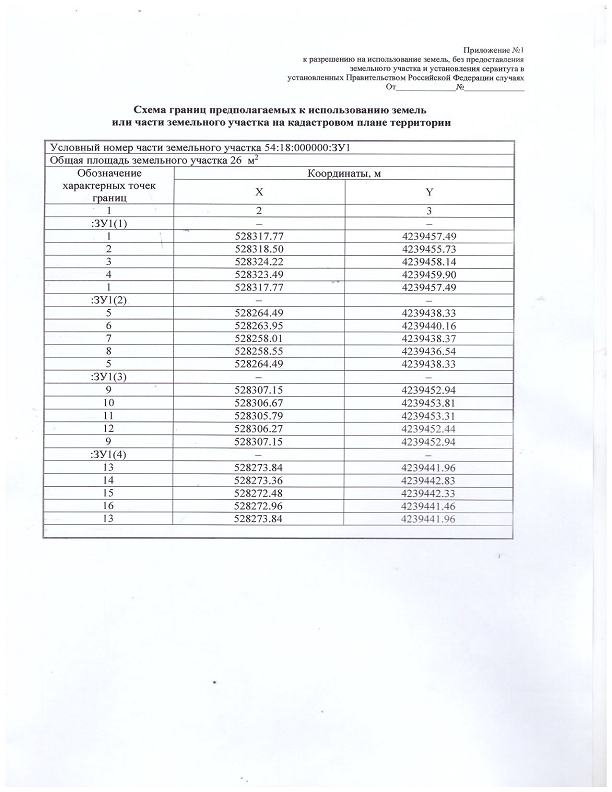 Приложение №1
к разрешению на использование земель, без предоставления
земельного участка и установления сервитута в
установленных Правительством Российской Федерации случаях
От_______________№_______________
Схема границ предполагаемых к использованию земель
или части земельного участка на кадастровом плане территории
Условный номер части земельного участка 54:18:000000:ЗУ1
Общая площадь земельного участка 26 м²
Обозначение характерных точек границ Координаты, м
X Y
1 2 3
:ЗУ1(1) – –
1 528317.77 4239457.49
2 528318.50 4239455.73
3 528324.22 4239458.14
4 528323.49 4239459.90
1 528317.77 4239457.49
:ЗУ1(2) – –
5 528264.49 4239438.33
6 528263.95 4239440.16
7 528258.01 4239438.37
8 528258.55 4239436.54
5 528264.49 4239438.33
:ЗУ1(3) – –
9 528307.15 4239452.94
10 528306.67 4239453.81
11 528305.79 4239453.31
12 528306.27 4239452.44
9 528307.15 4239452.94
:ЗУ1(4) – –
13 528273.84 4239441.96
14 528273.36 4239442.83
15 528272.48 4239442.33
16 528272.96 4239441.46
13 528273.84 4239441.96